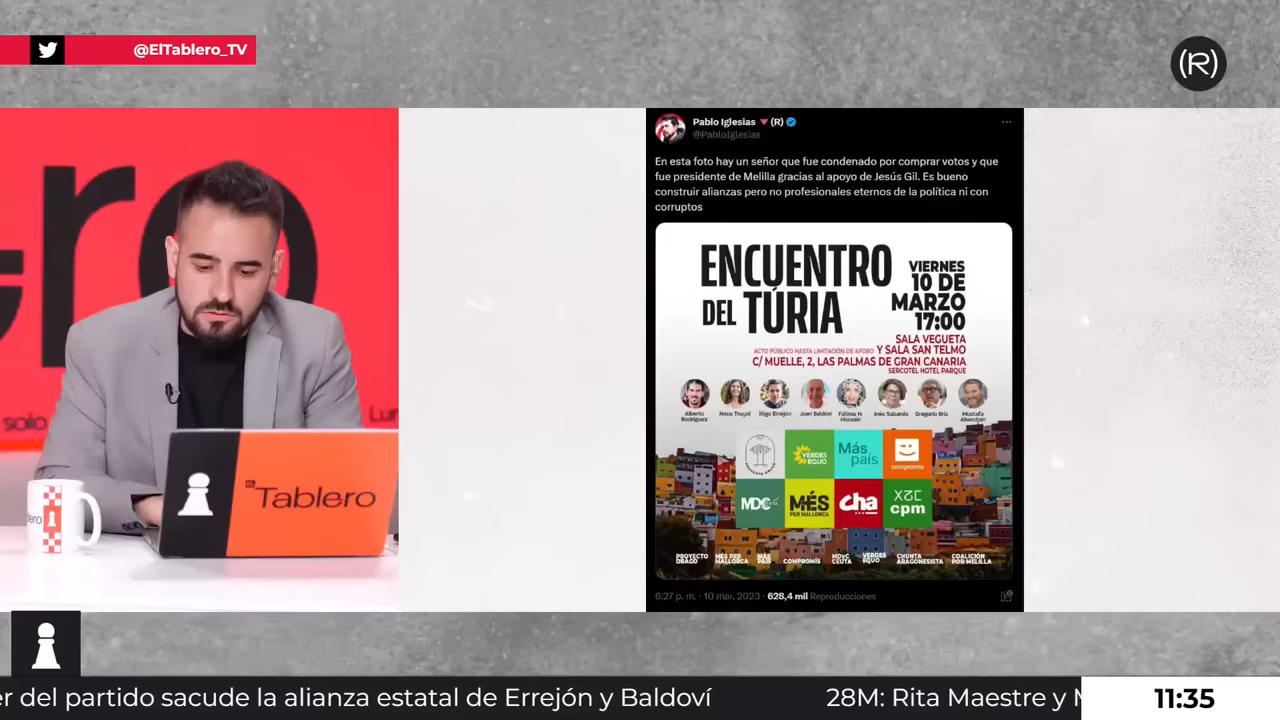 @ElTablero_TV
(R)
ro
solo
EL
Tablero
Pablo Iglesias (R)
@PabloIglesias
En esta foto hay un señor que fue condenado por comprar votos y que
fue presidente de Melilla gracias al apoyo de Jesús Gil. Es bueno
construir alianzas pero no profesionales eternos de la política ni con
corruptos
ENCUENTRO
DEL TÚRIA
VIERNES
10 DE
MARZO
17:00
SALA VEGUETA
ACTO PÚBLICO HASTA LIMITACIÓN DE AFORO Y SALA SAN TELMO
C/ MUELLE, 2, LAS PALMAS DE GRAN CANARIA
SERCOTEL HOTEL PARQUE
Alberto Rodríguez
Neus Truyol
Iñigo Errejon
Joan Baldoví
Fátima H. Hossain
Inés Sabanés
Gregorio Briz
Mustafa Aberchan
VERDES EQUO
Más país
compromís
MDC
MÉS PER MALLORCA
cha
cpm
PROYECTO DRAGO
MÉS PER MALLORCA
MÁS PAÍS
COMPROMÍS
MDyC CEUTA
VERDES EQUO
CHUNTA ARAGONESISTA
COALICIÓN POR MELILLA
6:27 p. m. · 10 mar. 2023 · 628,4 mil Reproducciones
er del partido sacude la alianza estatal de Errejón y Baldoví
28M: Rita Maestre y M
11:35